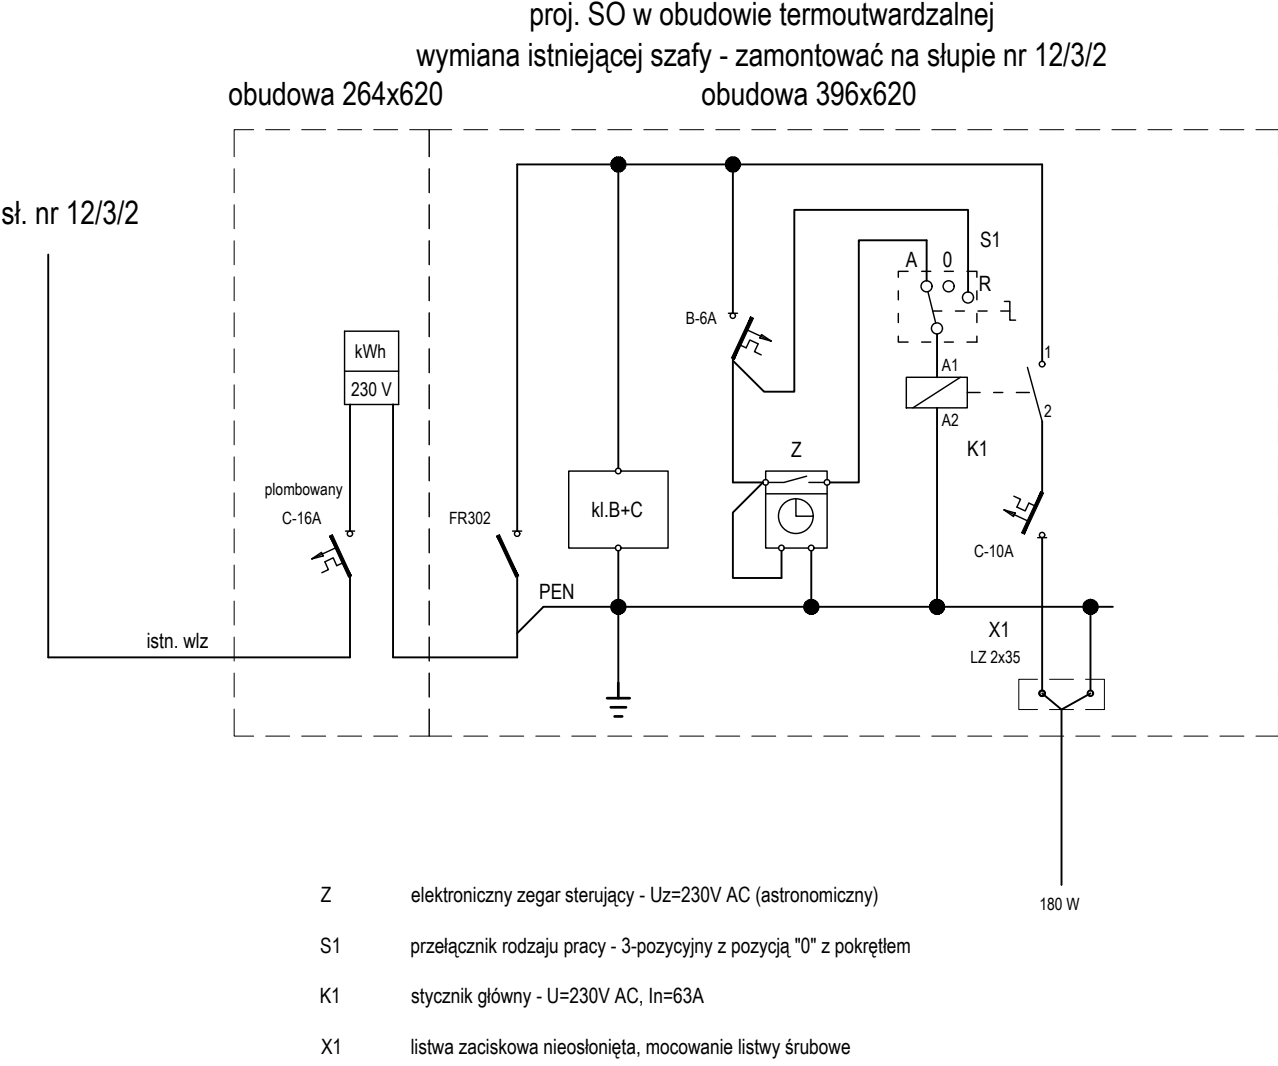 proj. SO w obudowie termoutwardzalnej
wymiana istniejącej szafy - zamontować na słupie nr 12/3/2
obudowa 264x620
obudowa 396x620
sł. nr 12/3/2
S1
A
0
R
B-6A
kWh
230 V
1
A1
2
A2
K1
Z
plombowany
C-16A
FR302
kl.B+C
C-10A
PEN
istn. wlz
X1
LZ 2x35
180 W
Z elektroniczny zegar sterujący - Uz=230V AC (astronomiczny)
S1 przełącznik rodzaju pracy - 3-pozycyjny z pozycją "0" z pokrętłem
K1 stycznik główny - U=230V AC, In=63A
X1 listwa zaciskowa nieosłonięta, mocowanie listwy śrubowe